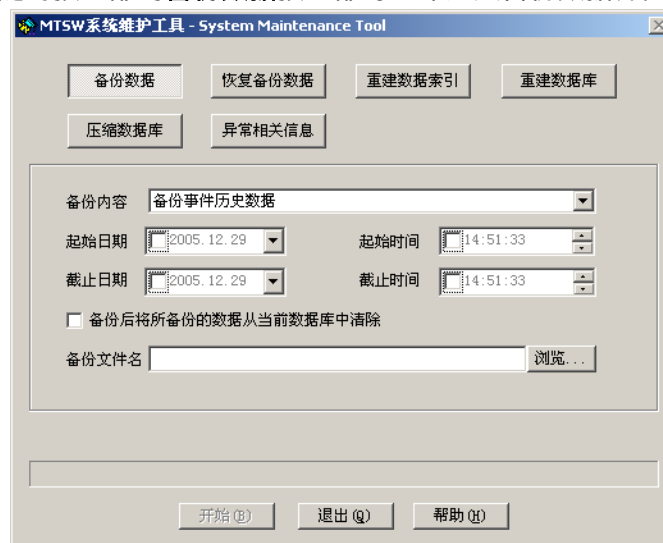 MTSW系统维护工具 - System Maintenance Tool
备份数据 恢复备份数据 重建数据索引 重建数据库
压缩数据库 异常相关信息
备份内容 备份事件历史数据
起始日期 2005.12.29 起始时间 14:51:33
截止日期 2005.12.29 截止时间 14:51:33
备份后将所备份的数据从当前数据库中清除
备份文件名 浏览...
开始(B) 退出(Q) 帮助(H)